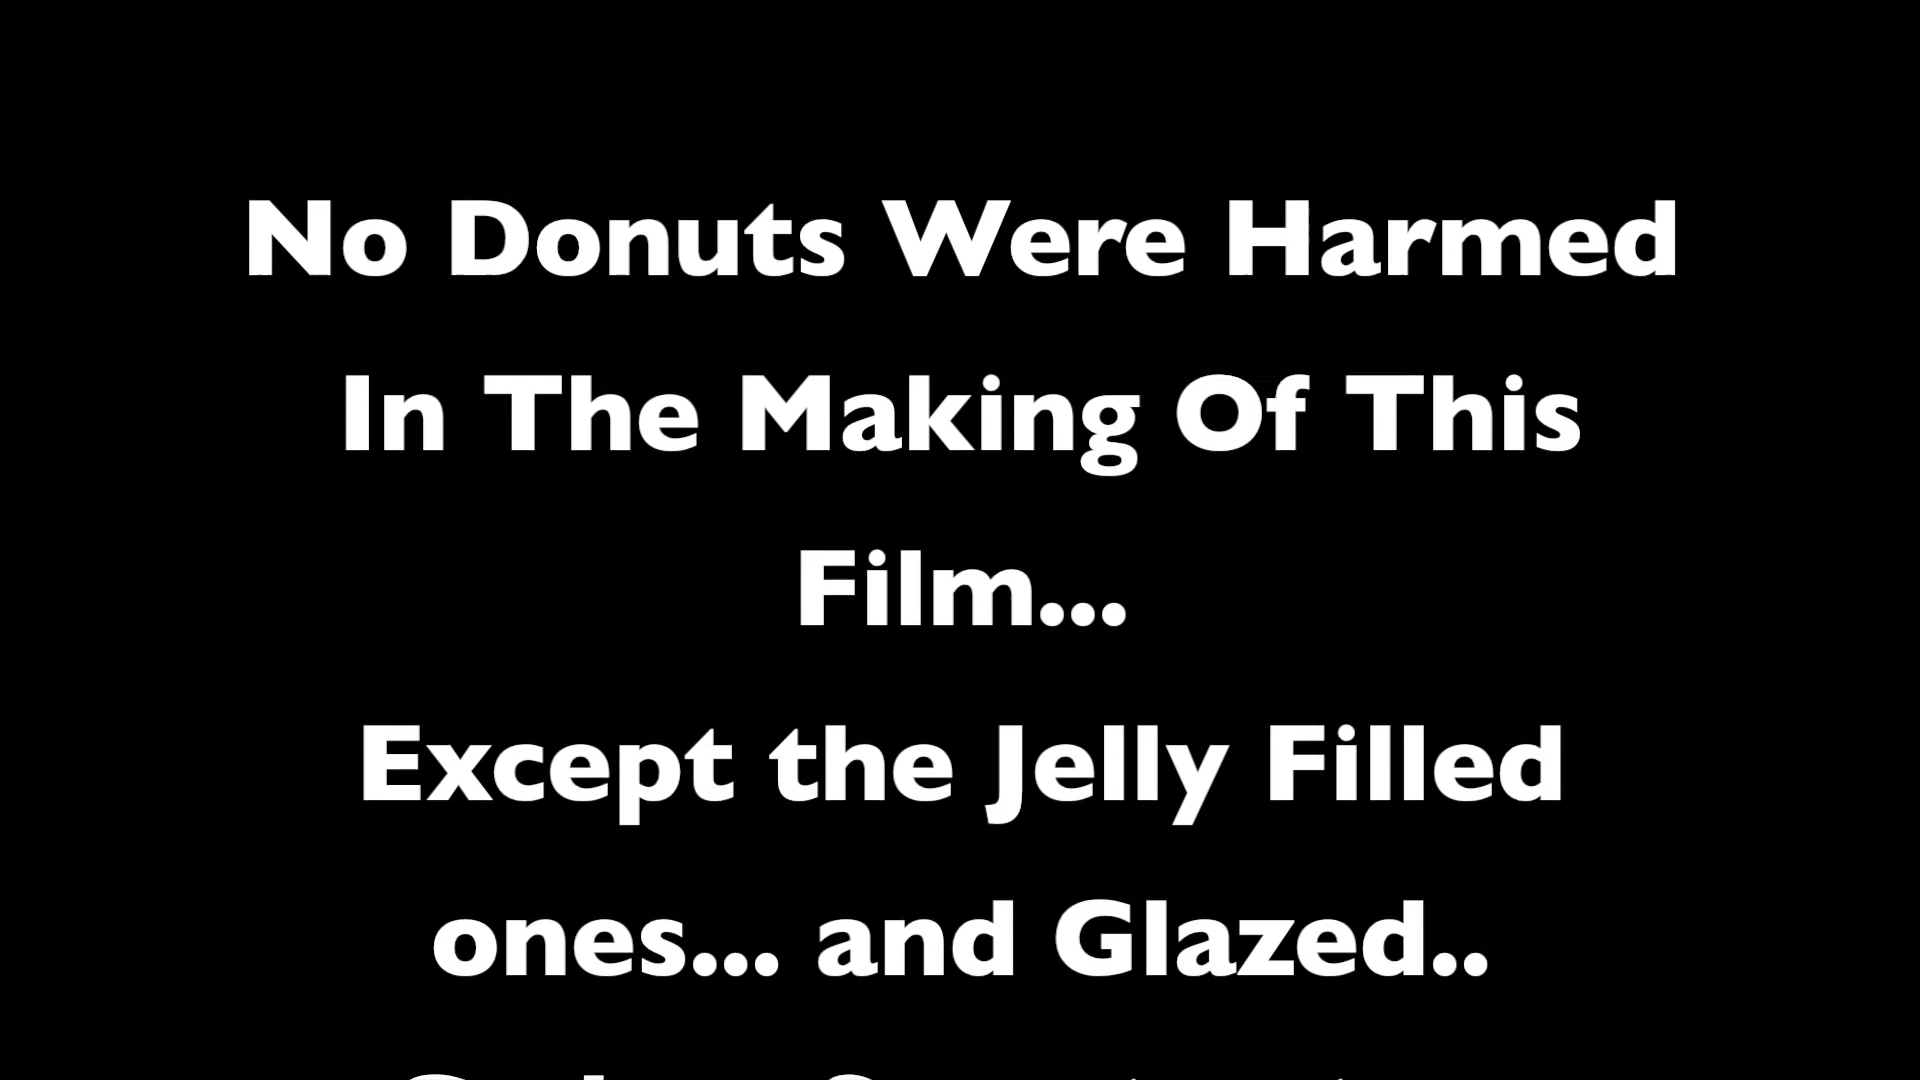 No Donuts Were Harmed
In The Making Of This
Film...
Except the Jelly Filled
ones... and Glazed..